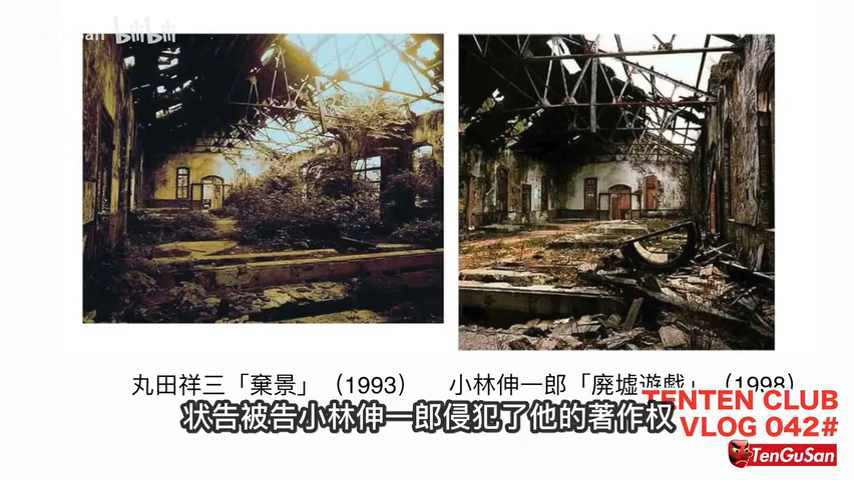 bilibili
丸田祥三「棄景」（1993） 小林伸一郎「廃墟遊戯」（1998）
状告被告小林伸一郎侵犯了他的著作权
TENTEN CLUB
VLOG 042#
TenGuSan